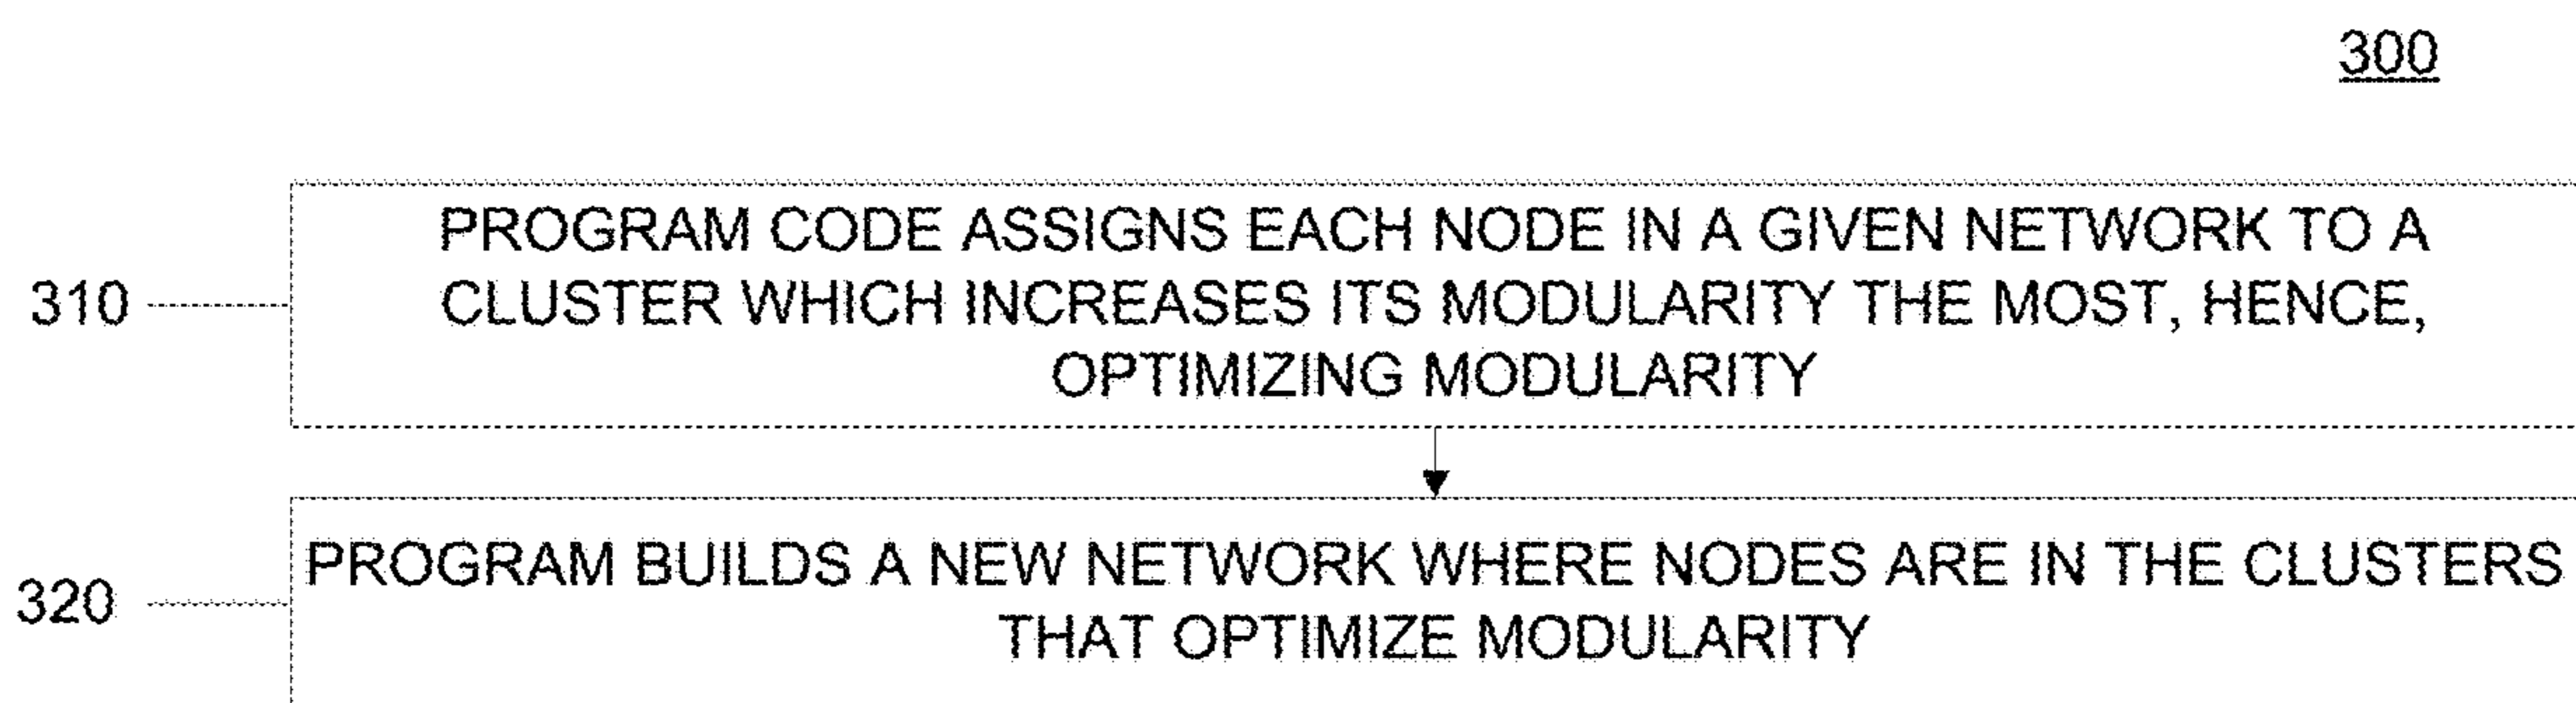 300
PROGRAM CODE ASSIGNS EACH NODE IN A GIVEN NETWORK TO A
310
CLUSTER WHICH INCREASES ITS MODULARITY THE MOST, HENCE,
OPTIMIZING MODULARITY
PROGRAM BUILDS A NEW NETWORK WHERE NODES ARE IN THE CLUSTERS
320
THAT OPTIMIZE MODULARITY